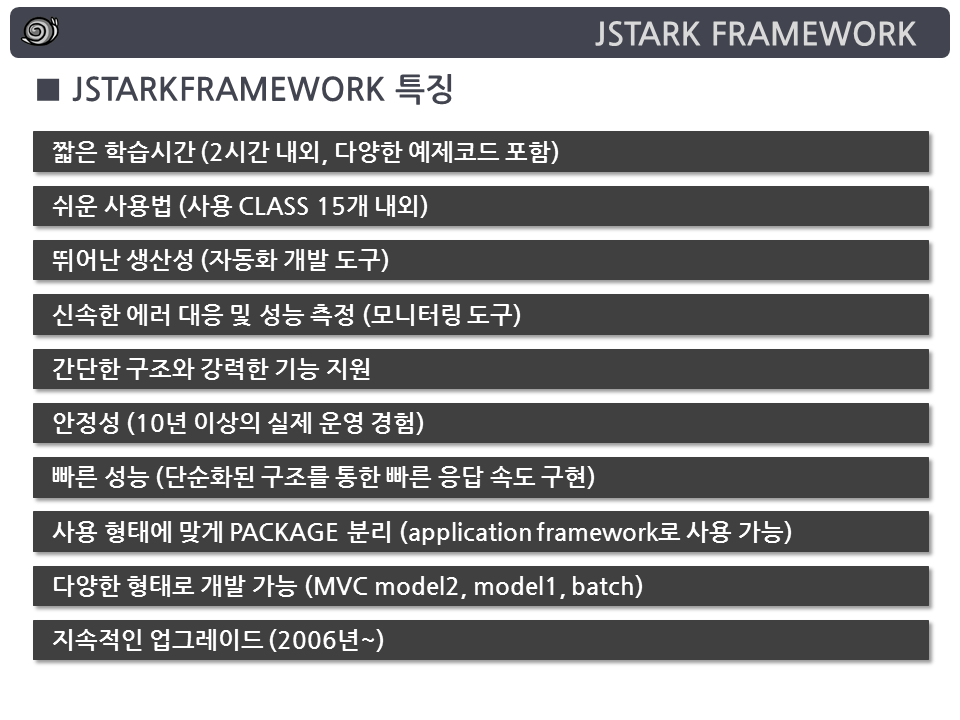 JSTARK FRAMEWORK
■ JSTARKFRAMEWORK 특징
짧은 학습시간 (2시간 내외, 다양한 예제코드 포함)
쉬운 사용법 (사용 CLASS 15개 내외)
뛰어난 생산성 (자동화 개발 도구)
신속한 에러 대응 및 성능 측정 (모니터링 도구)
간단한 구조와 강력한 기능 지원
안정성 (10년 이상의 실제 운영 경험)
빠른 성능 (단순화된 구조를 통한 빠른 응답 속도 구현)
사용 형태에 맞게 PACKAGE 분리 (application framework로 사용 가능)
다양한 형태로 개발 가능 (MVC model2, model1, batch)
지속적인 업그레이드 (2006년~)